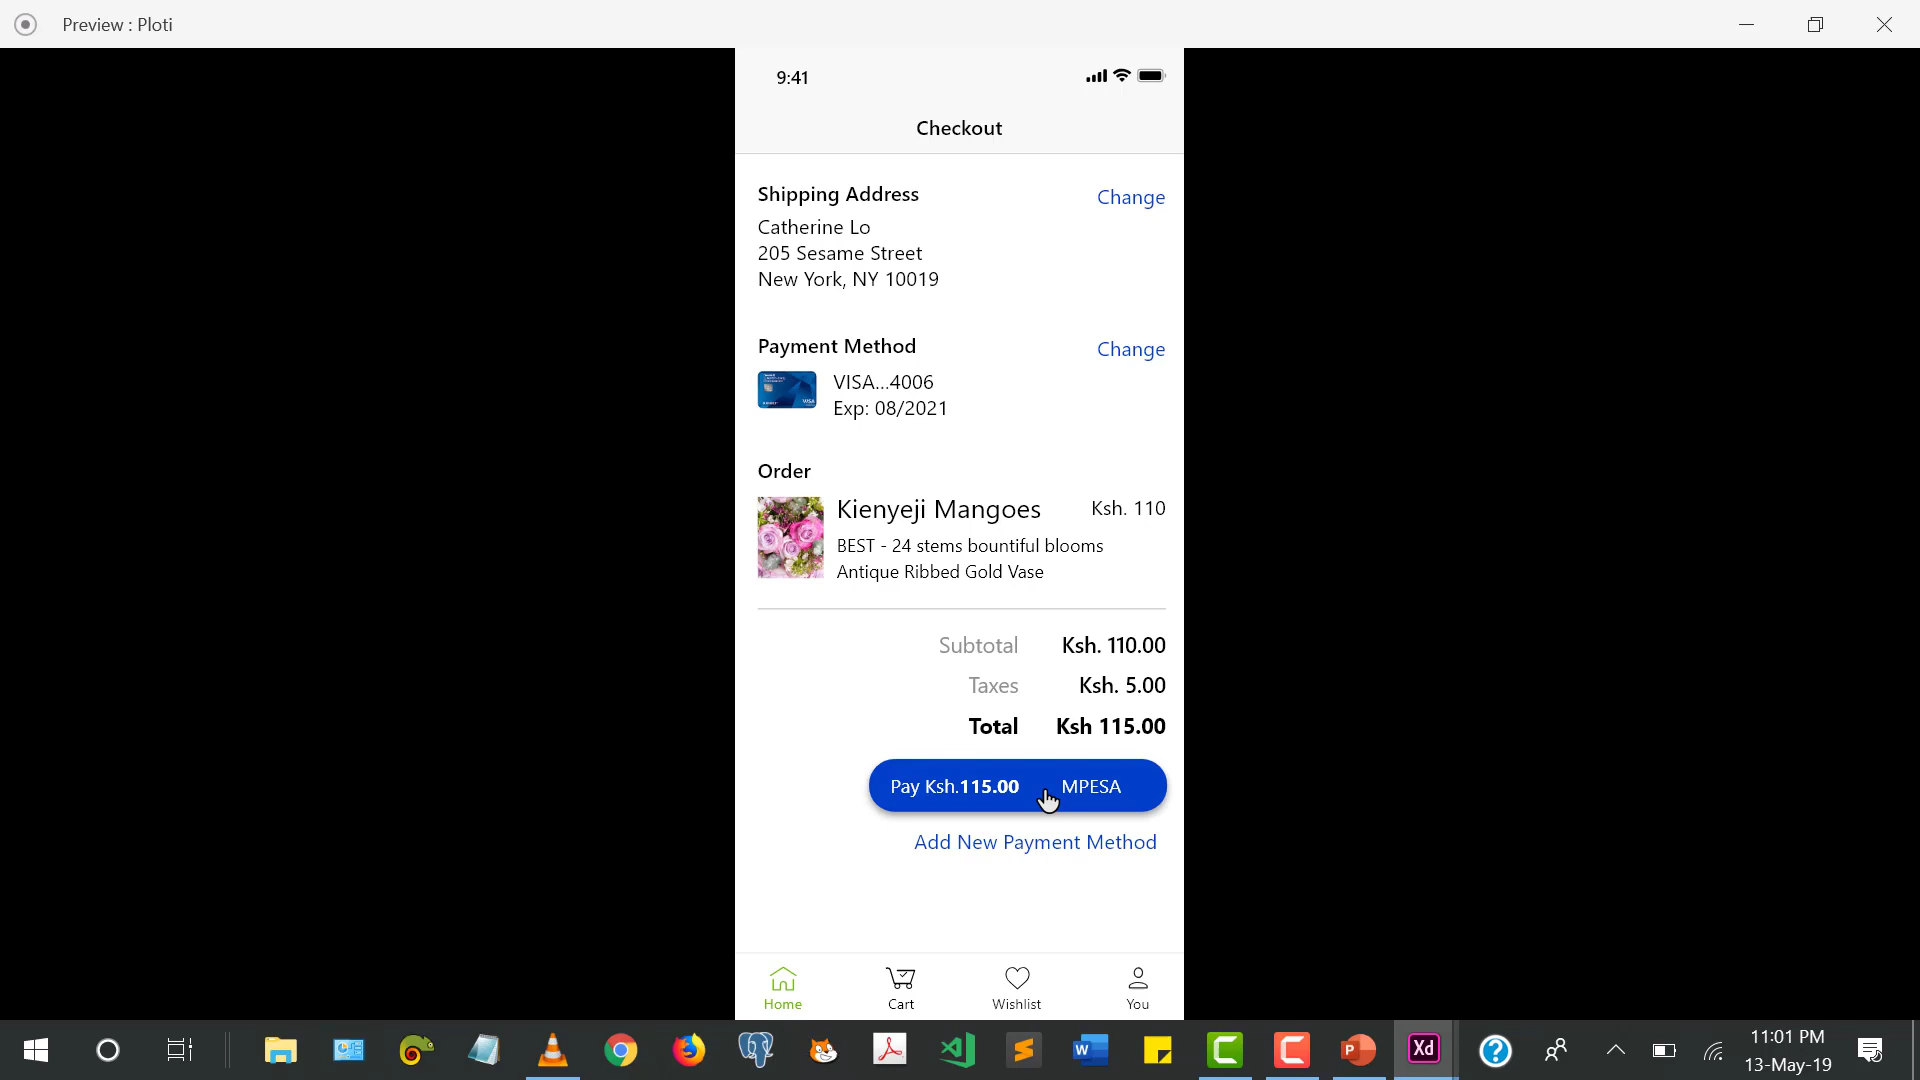 Preview : Ploti
9:41
Checkout
Shipping Address
Change
Catherine Lo
205 Sesame Street
New York, NY 10019
Payment Method
Change
VISA...4006
Exp: 08/2021
Order
Kienyeji Mangoes
Ksh. 110
BEST - 24 stems bountiful blooms
Antique Ribbed Gold Vase
Subtotal Ksh. 110.00
Taxes Ksh. 5.00
Total Ksh 115.00
Pay Ksh.115.00 MPESA
Add New Payment Method
Home
Cart
Wishlist
You
Xd
11:01 PM
13-May-19